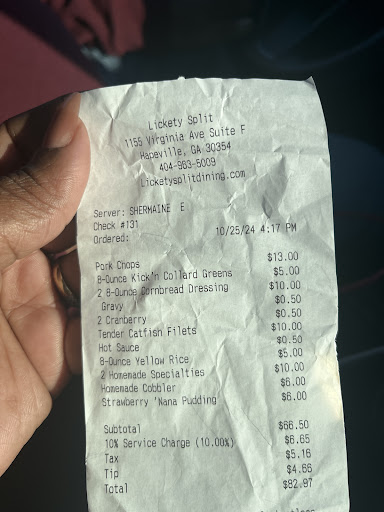 Lickety Split
1155 Virginia Ave Suite F
Hapeville, GA 30354
404-963-5009
Licketysplitdining.com
Server: SHERMAINE E
Check #131
Ordered: 10/25/24 4:17 PM
Pork Chops $13.00
8-Ounce Kick'n Collard Greens $5.00
2 8-Ounce Cornbread Dressing $10.00
Gravy $0.50
2 Cranberry $0.50
Tender Catfish Filets $10.00
Hot Sauce $0.50
8-Ounce Yellow Rice $5.00
2 Homemade Specialties $10.00
Homemade Cobbler $6.00
Strawberry 'Nana Pudding $6.00
Subtotal $66.50
10% Service Charge (10.00%) $6.65
Tax $5.16
Tip $4.66
Total $82.97